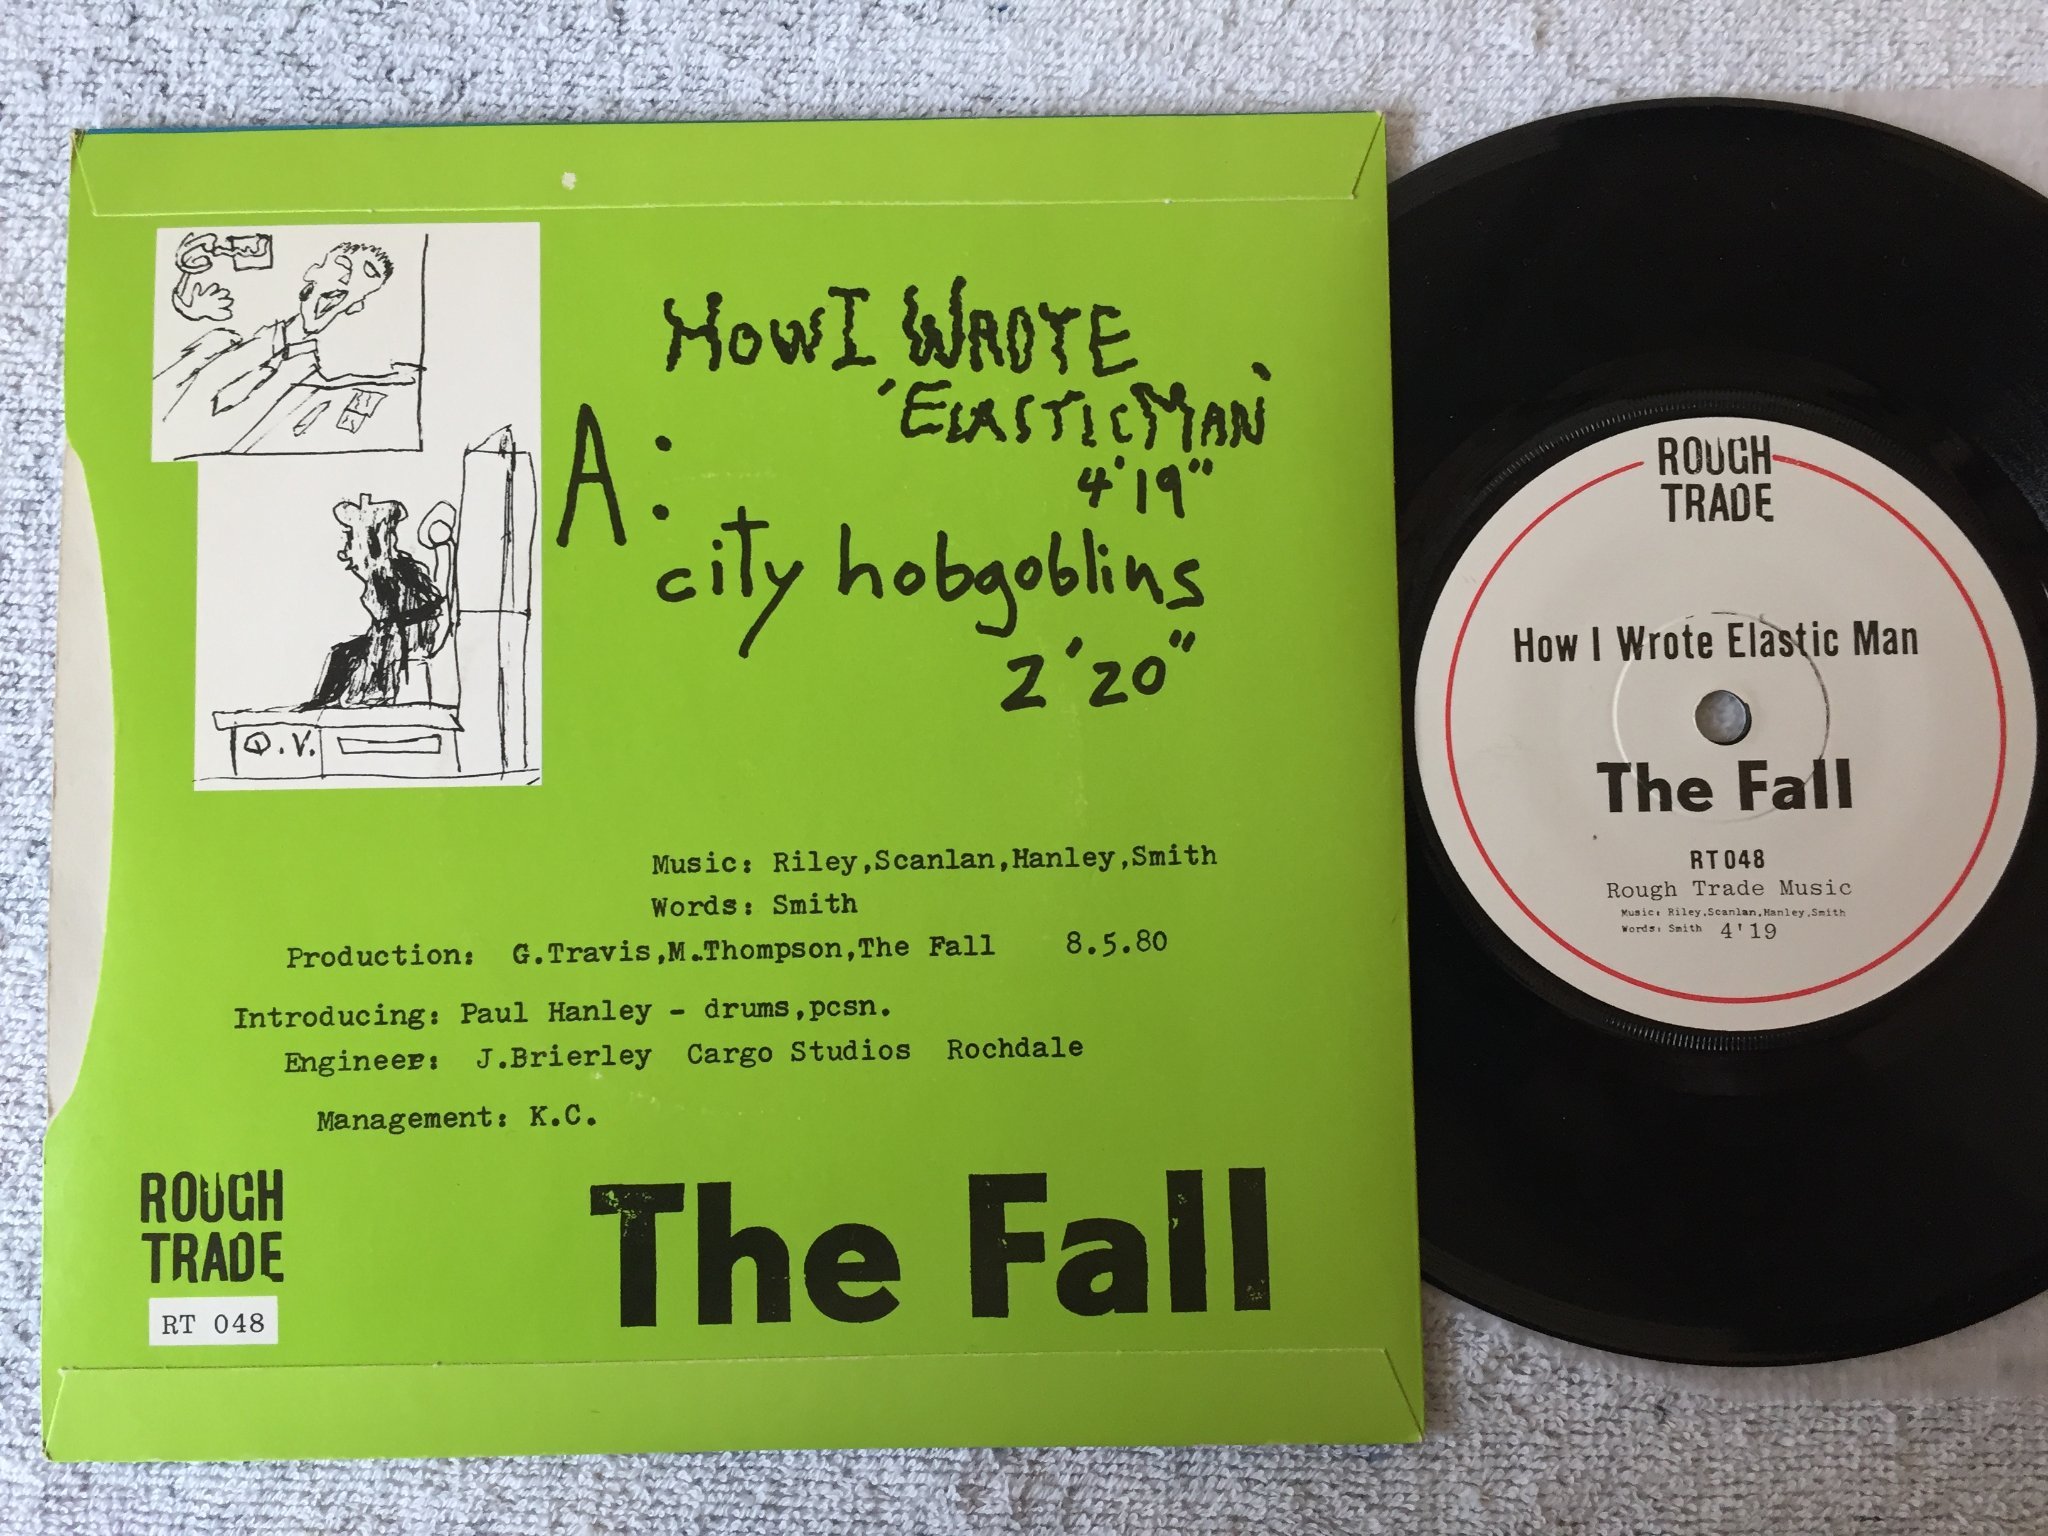 HOW I WROTE
'ELASTIC MAN'
4'19"
A:
city hobgoblins
2'20"
Q.V.
Music: Riley,Scanlan,Hanley,Smith
Words: Smith
Production: G.Travis,M.Thompson,The Fall 8.5.80
Introducing: Paul Hanley - drums,pcsn.
Engineer: J.Brierley Cargo Studios Rochdale
Management: K.C.
ROUGH
TRADE
RT 048
The Fall
ROUGH
TRADE
How I Wrote Elastic Man
The Fall
RT 048
Rough Trade Music
Music: Riley,Scanlan,Hanley,Smith
Words: Smith 4'19